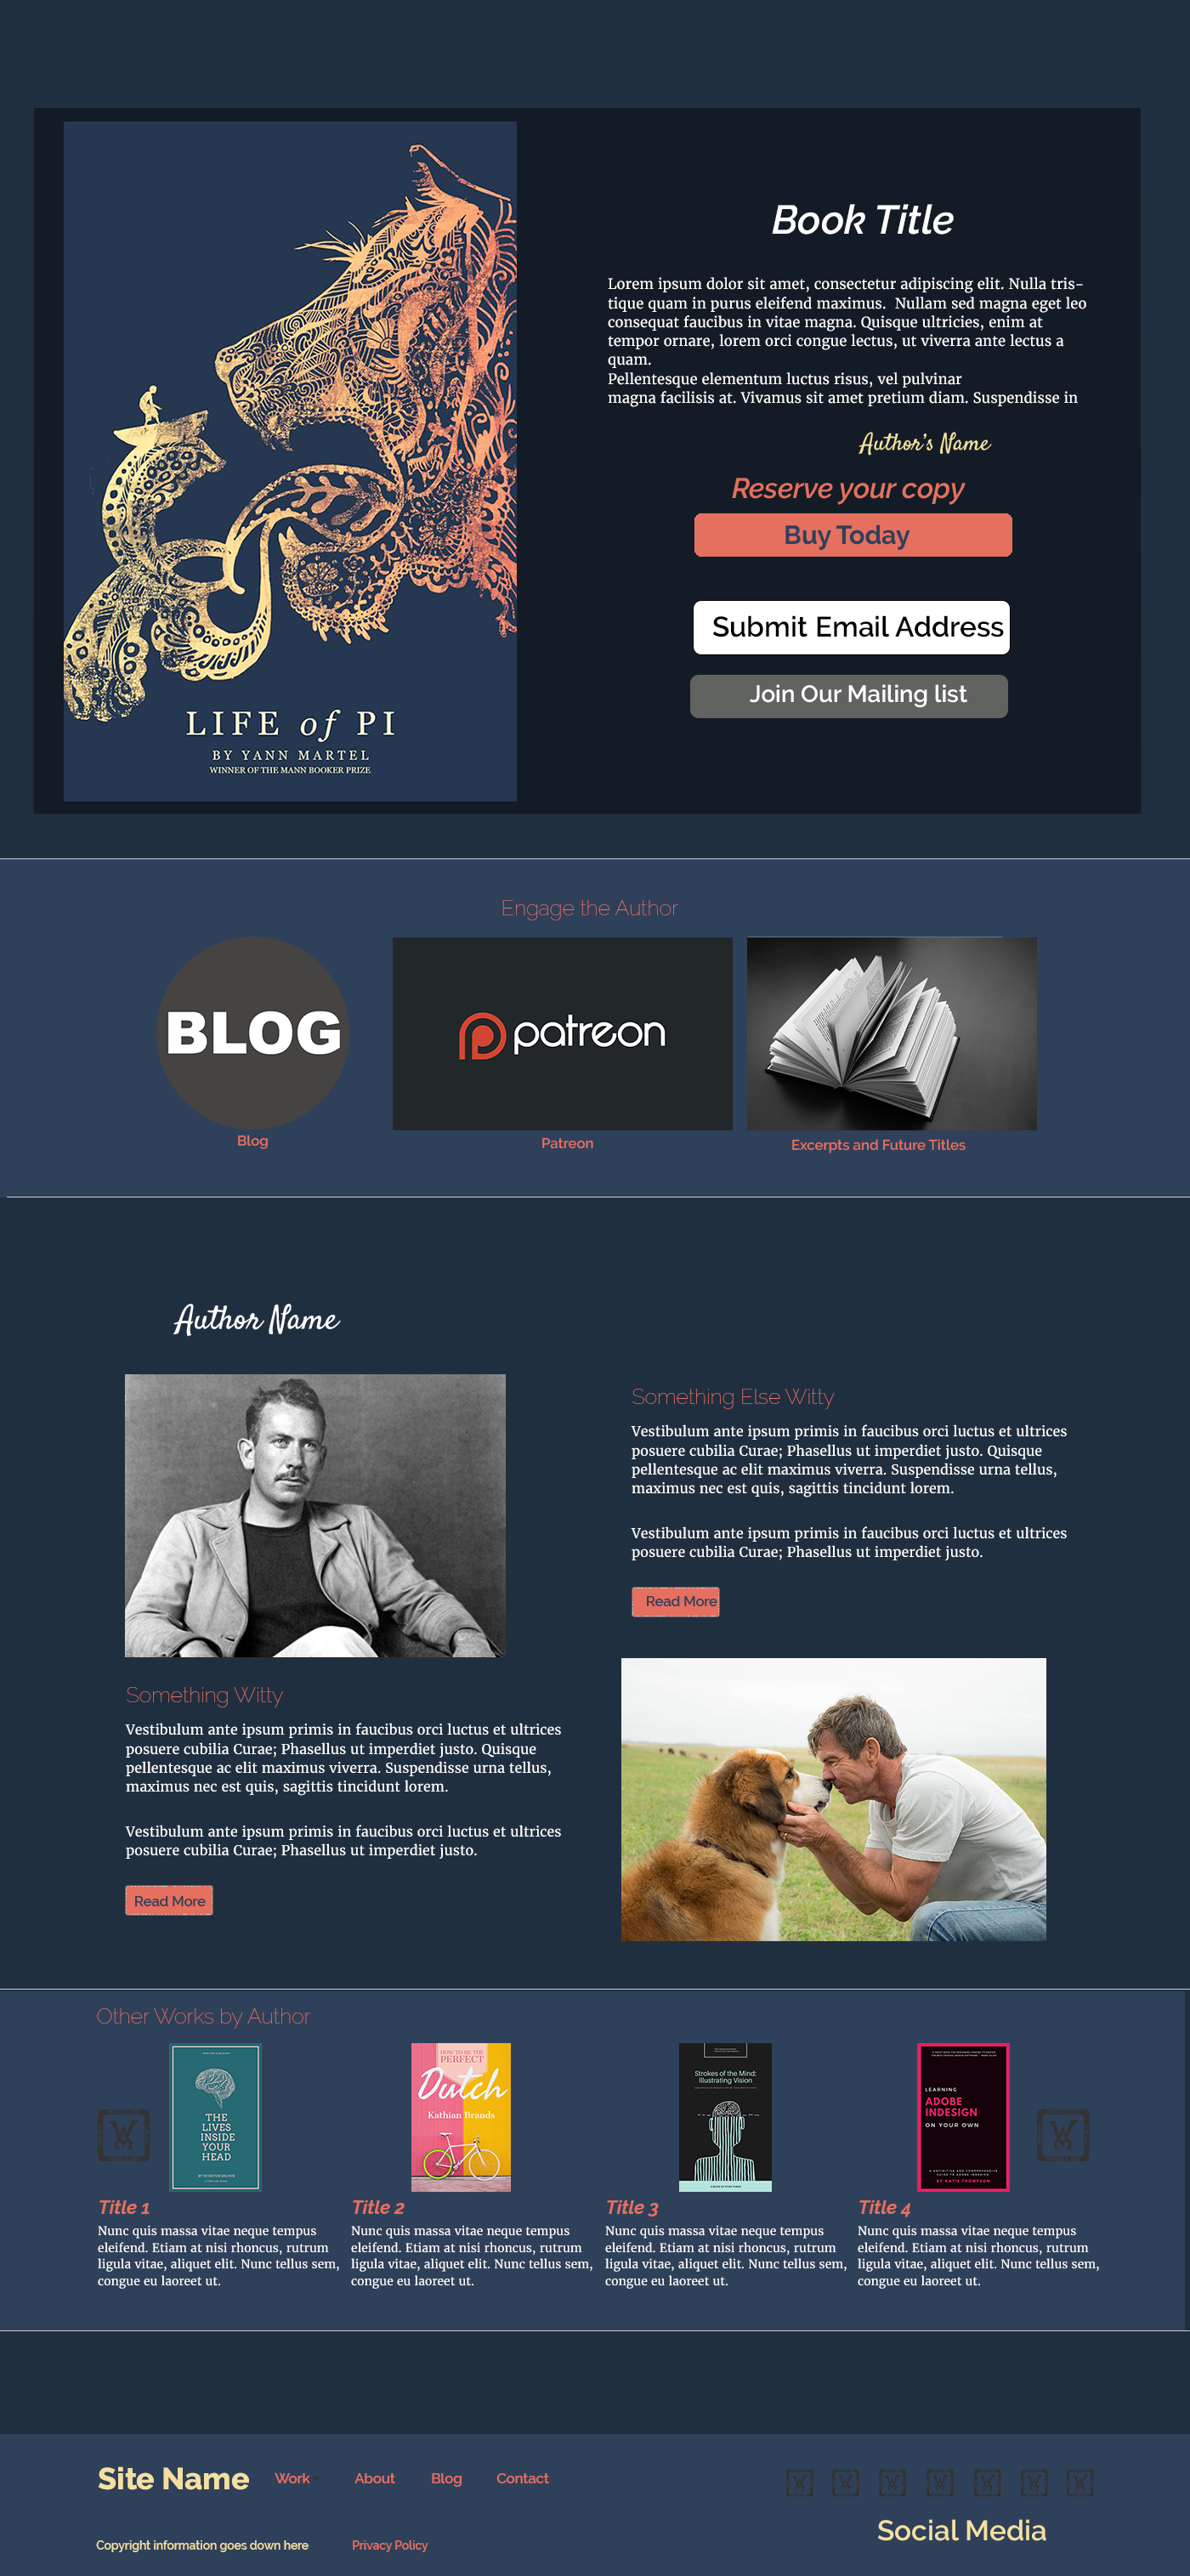 Book Title
Lorem ipsum dolor sit amet, consectetur adipiscing elit. Nulla tris-
tique quam in purus eleifend maximus.  Nullam sed magna eget leo
consequat faucibus in vitae magna. Quisque ultricies, enim at
tempor ornare, lorem orci congue lectus, ut viverra ante lectus a
quam.
Pellentesque elementum luctus risus, vel pulvinar
magna facilisis at. Vivamus sit amet pretium diam. Suspendisse in
Author's Name
Reserve your copy
Buy Today
Submit Email Address
Join Our Mailing list
LIFE of PI
BY YANN MARTEL
WINNER OF THE MANN BOOKER PRIZE
Engage the Author
BLOG
patreon
Blog
Patreon
Excerpts and Future Titles
Author Name
Something Witty
Vestibulum ante ipsum primis in faucibus orci luctus et ultrices
posuere cubilia Curae; Phasellus ut imperdiet justo. Quisque
pellentesque ac elit maximus viverra. Suspendisse urna tellus,
maximus nec est quis, sagittis tincidunt lorem.
Vestibulum ante ipsum primis in faucibus orci luctus et ultrices
posuere cubilia Curae; Phasellus ut imperdiet justo.
Read More
Something Else Witty
Vestibulum ante ipsum primis in faucibus orci luctus et ultrices
posuere cubilia Curae; Phasellus ut imperdiet justo. Quisque
pellentesque ac elit maximus viverra. Suspendisse urna tellus,
maximus nec est quis, sagittis tincidunt lorem.
Vestibulum ante ipsum primis in faucibus orci luctus et ultrices
posuere cubilia Curae; Phasellus ut imperdiet justo.
Read More
Other Works by Author
THE
LIVES
INSIDE
YOUR
HEAD
HOW TO BE THE
PERFECT
Dutch
Kathian Brands
Strokes of the Mind:
Illustrating Vision
LEARNING
ADOBE
INDESIGN
ON YOUR OWN
BY KATIE THOMPSON
Title 1
Nunc quis massa vitae neque tempus
eleifend. Etiam at nisi rhoncus, rutrum
ligula vitae, aliquet elit. Nunc tellus sem,
congue eu laoreet ut.
Title 2
Nunc quis massa vitae neque tempus
eleifend. Etiam at nisi rhoncus, rutrum
ligula vitae, aliquet elit. Nunc tellus sem,
congue eu laoreet ut.
Title 3
Nunc quis massa vitae neque tempus
eleifend. Etiam at nisi rhoncus, rutrum
ligula vitae, aliquet elit. Nunc tellus sem,
congue eu laoreet ut.
Title 4
Nunc quis massa vitae neque tempus
eleifend. Etiam at nisi rhoncus, rutrum
ligula vitae, aliquet elit. Nunc tellus sem,
congue eu laoreet ut.
Site Name
Work
About
Blog
Contact
Social Media
Copyright information goes down here
Privacy Policy